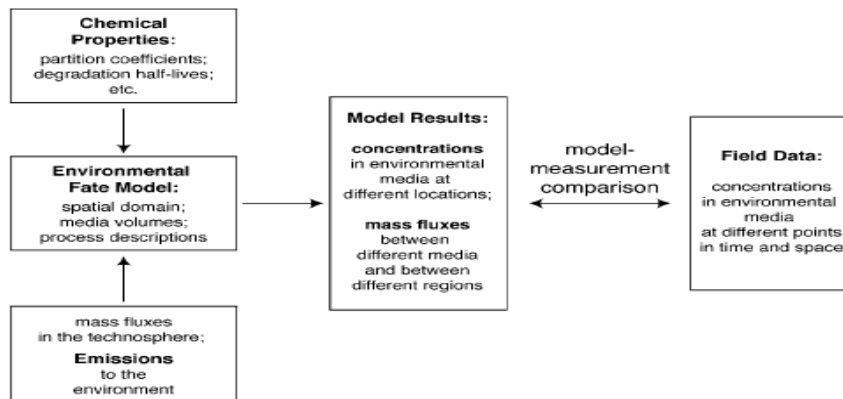 Chemical
Properties:
partition coefficients;
degradation half-lives;
etc.
Environmental
Fate Model:
spatial domain;
media volumes;
process descriptions
mass fluxes
in the technosphere;
Emissions
to the
environment
Model Results:
concentrations
in environmental
media at
different locations;
mass fluxes
between
different media
and between
different regions
model-
measurement
comparison
Field Data:
concentrations
in environmental
media
at different points
in time and space